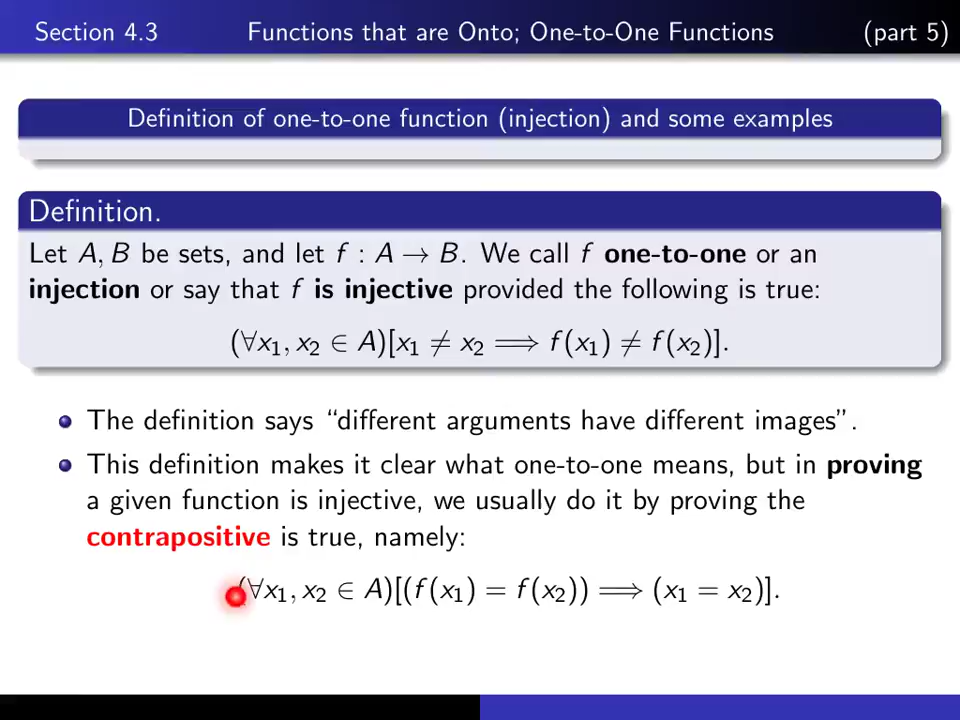 Section 4.3 Functions that are Onto; One-to-One Functions (part 5)
Definition of one-to-one function (injection) and some examples
Definition.
Let A, B be sets, and let f : A → B. We call f one-to-one or an
injection or say that f is injective provided the following is true:
(∀x₁, x₂ ∈ A)[x₁ ≠ x₂ ⟹ f(x₁) ≠ f(x₂)].
The definition says “different arguments have different images”.
This definition makes it clear what one-to-one means, but in proving
a given function is injective, we usually do it by proving the
contrapositive is true, namely:
(∀x₁, x₂ ∈ A)[(f(x₁) = f(x₂)) ⟹ (x₁ = x₂)].